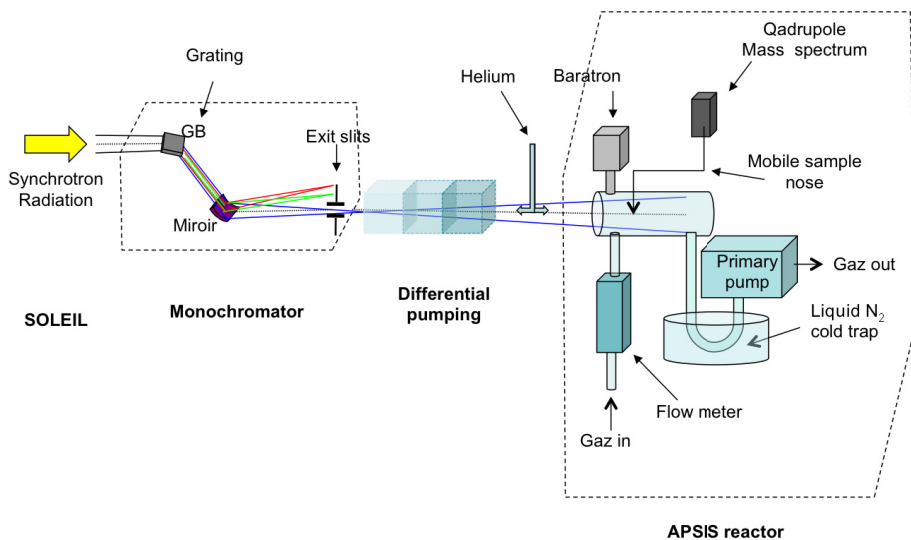 Qadrupole
Mass spectrum
Grating
Helium
Baratron
GB
Exit slits
Synchrotron
Radiation
Miroir
Mobile sample
nose
Primary
pump
Gaz out
SOLEIL
Monochromator
Differential
pumping
Liquid N₂
cold trap
Flow meter
Gaz in
APSIS reactor